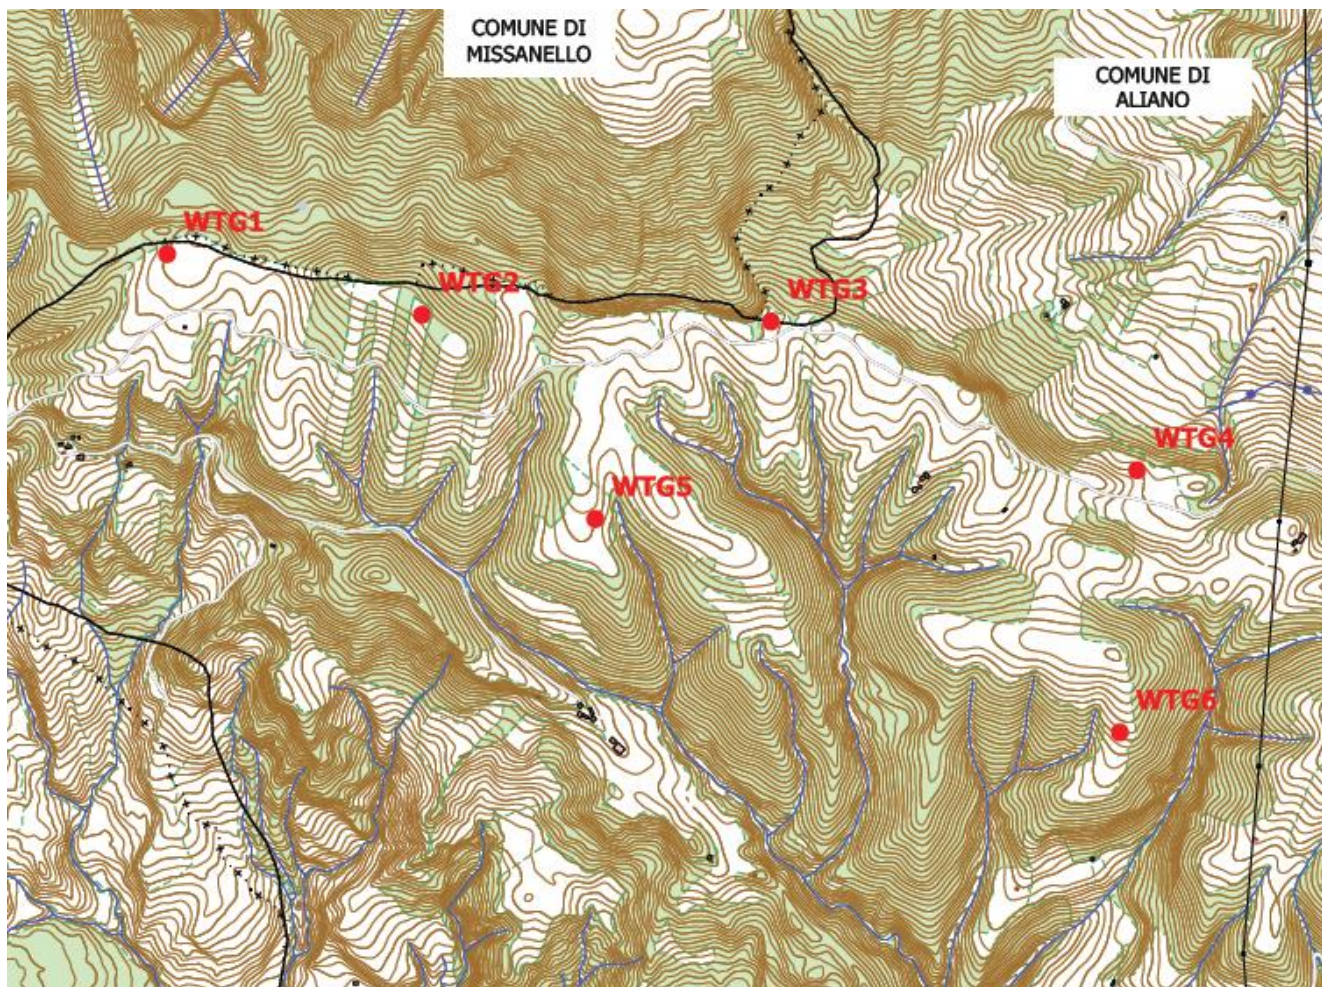 COMUNE DI
MISSANELLO
COMUNE DI
ALIANO
WTG1
WTG2
WTG3
WTG4
WTG5
WTG6